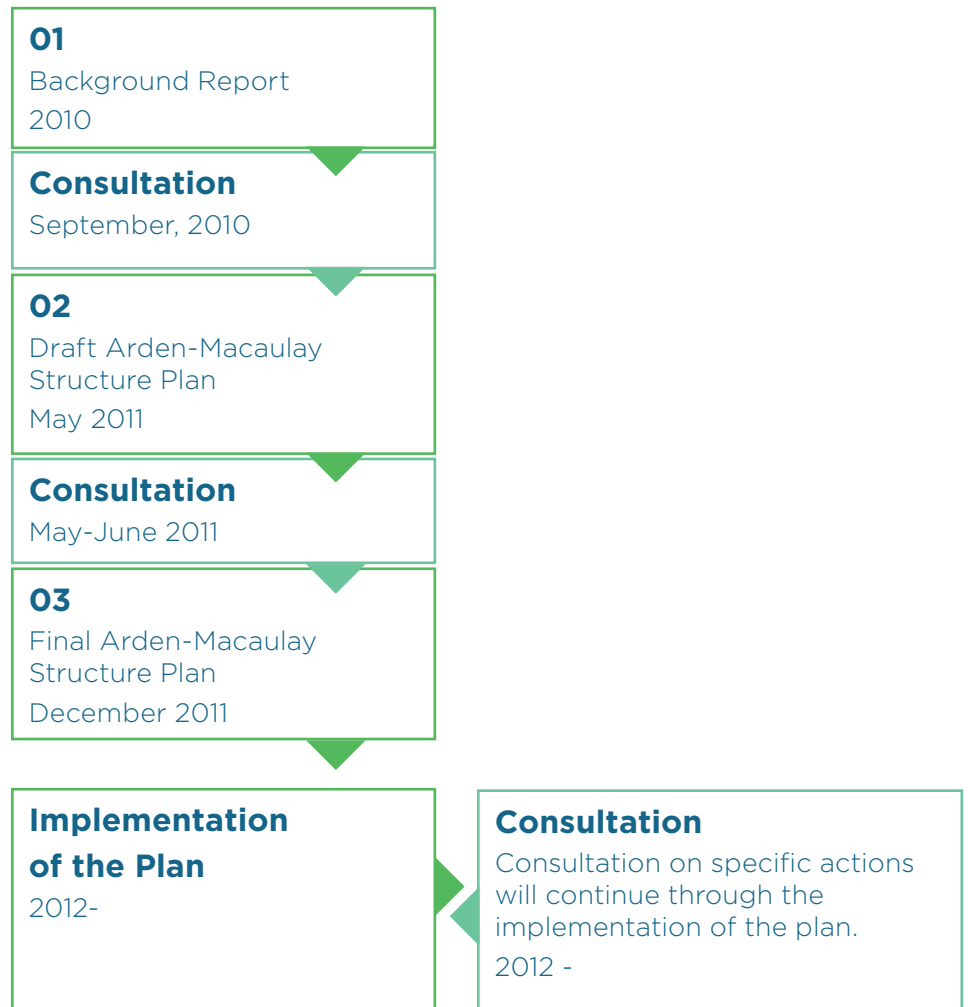 01
Background Report
2010
Consultation
September, 2010
02
Draft Arden-Macaulay
Structure Plan
May 2011
Consultation
May-June 2011
03
Final Arden-Macaulay
Structure Plan
December 2011
Implementation
of the Plan
2012-
Consultation
Consultation on specific actions
will continue through the
implementation of the plan.
2012 -